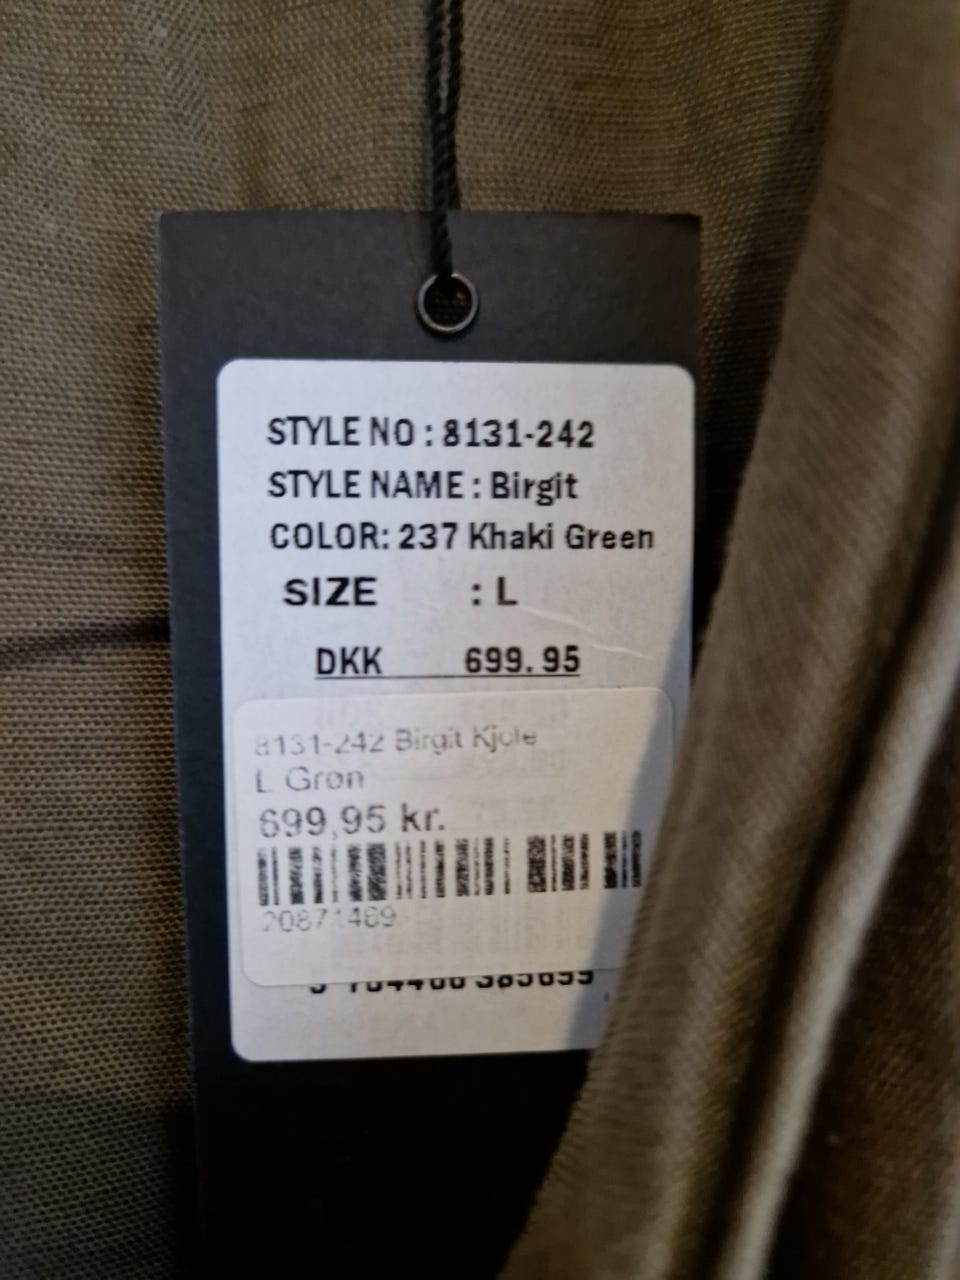 STYLE NO : 8131-242
STYLE NAME : Birgit
COLOR: 237 Khaki Green
SIZE : L
DKK 699.95
8131-242 Birgit Kjole
L Grøn
699,95 kr.
20871469